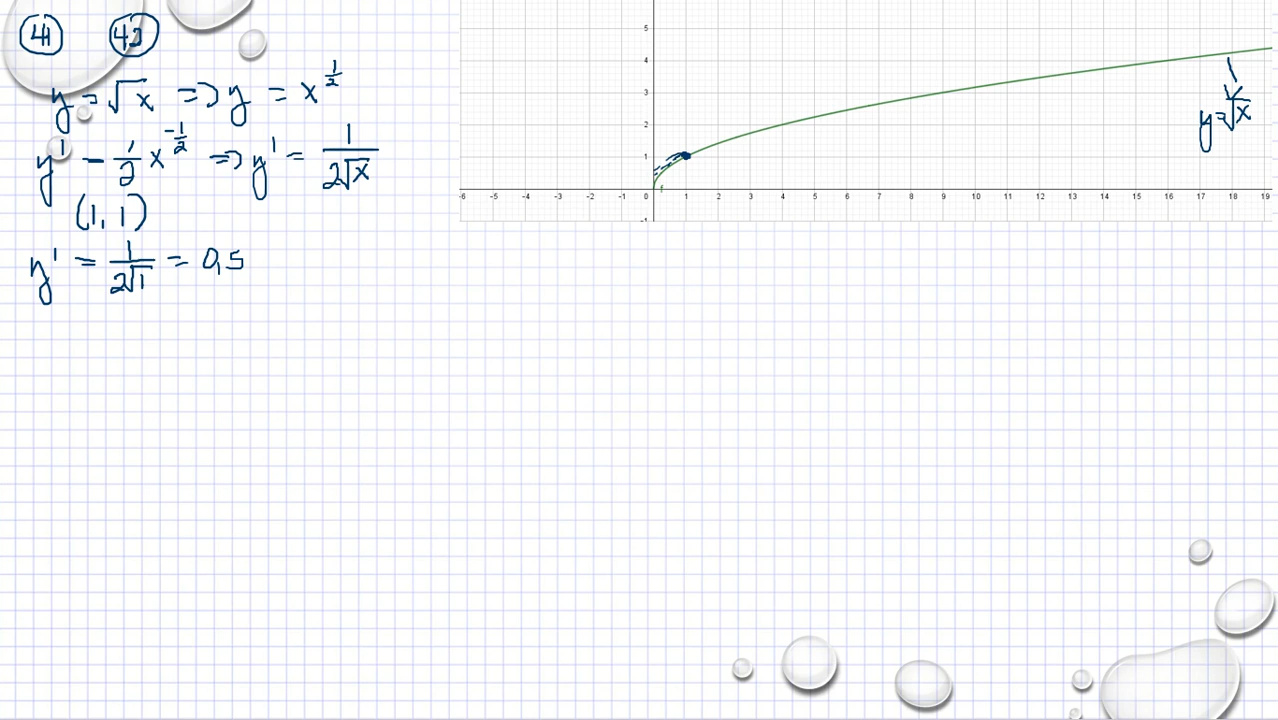 44 43
y = √x => y = x^{1/2}
y' - 1/2 x^{-1/2} => y' = 1/(2√x)
(1, 1)
y' = 1/(2√1) = 0,5
5
4
3
2
1
0
-1
-6 -5 -4 -3 -2 -1 1 2 3 4 5 6 7 8 9 10 11 12 13 14 15 16 17 18 19
f
y=√x